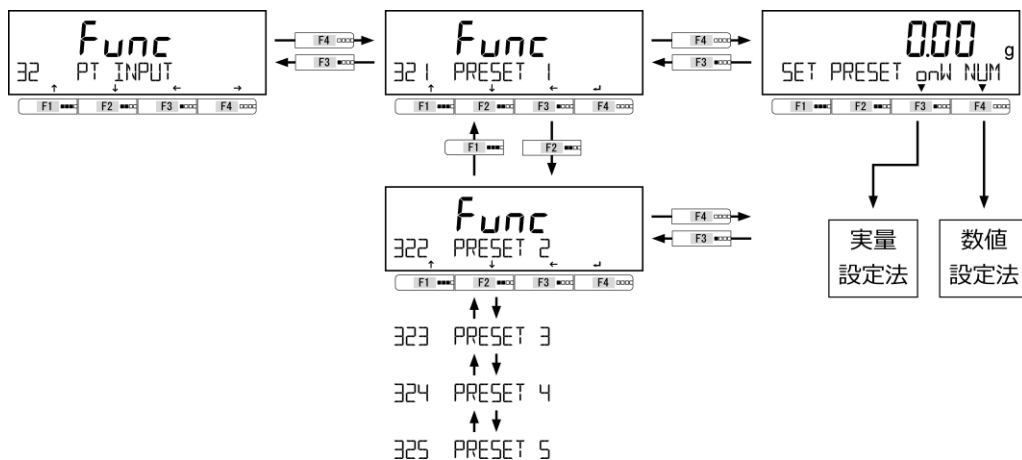 Func
32 PT INPUT
↑ ↓ ← →
F1 F2 F3 F4
F4
F3
Func
321 PRESET 1
↑ ↓ ← ↵
F1 F2 F3 F4
F4
F3
0.00 g
SET PRESET onW NUM
▼ ▼
F1 F2 F3 F4
F1 F2
Func
322 PRESET 2
↑ ↓ ← ↵
F1 F2 F3 F4
F4
F3
実量
設定法
数値
設定法
323 PRESET 3
324 PRESET 4
325 PRESET 5